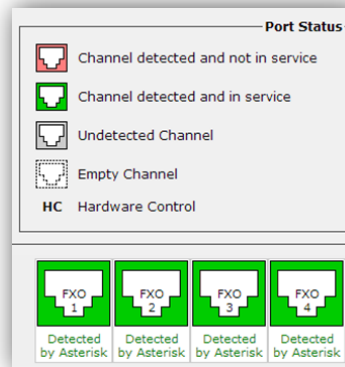 Port Status
Channel detected and not in service
Channel detected and in service
Undetected Channel
Empty Channel
HC Hardware Control
FXO FXO FXO FXO
1 2 3 4
Detected Detected Detected Detected
by Asterisk by Asterisk by Asterisk by Asterisk